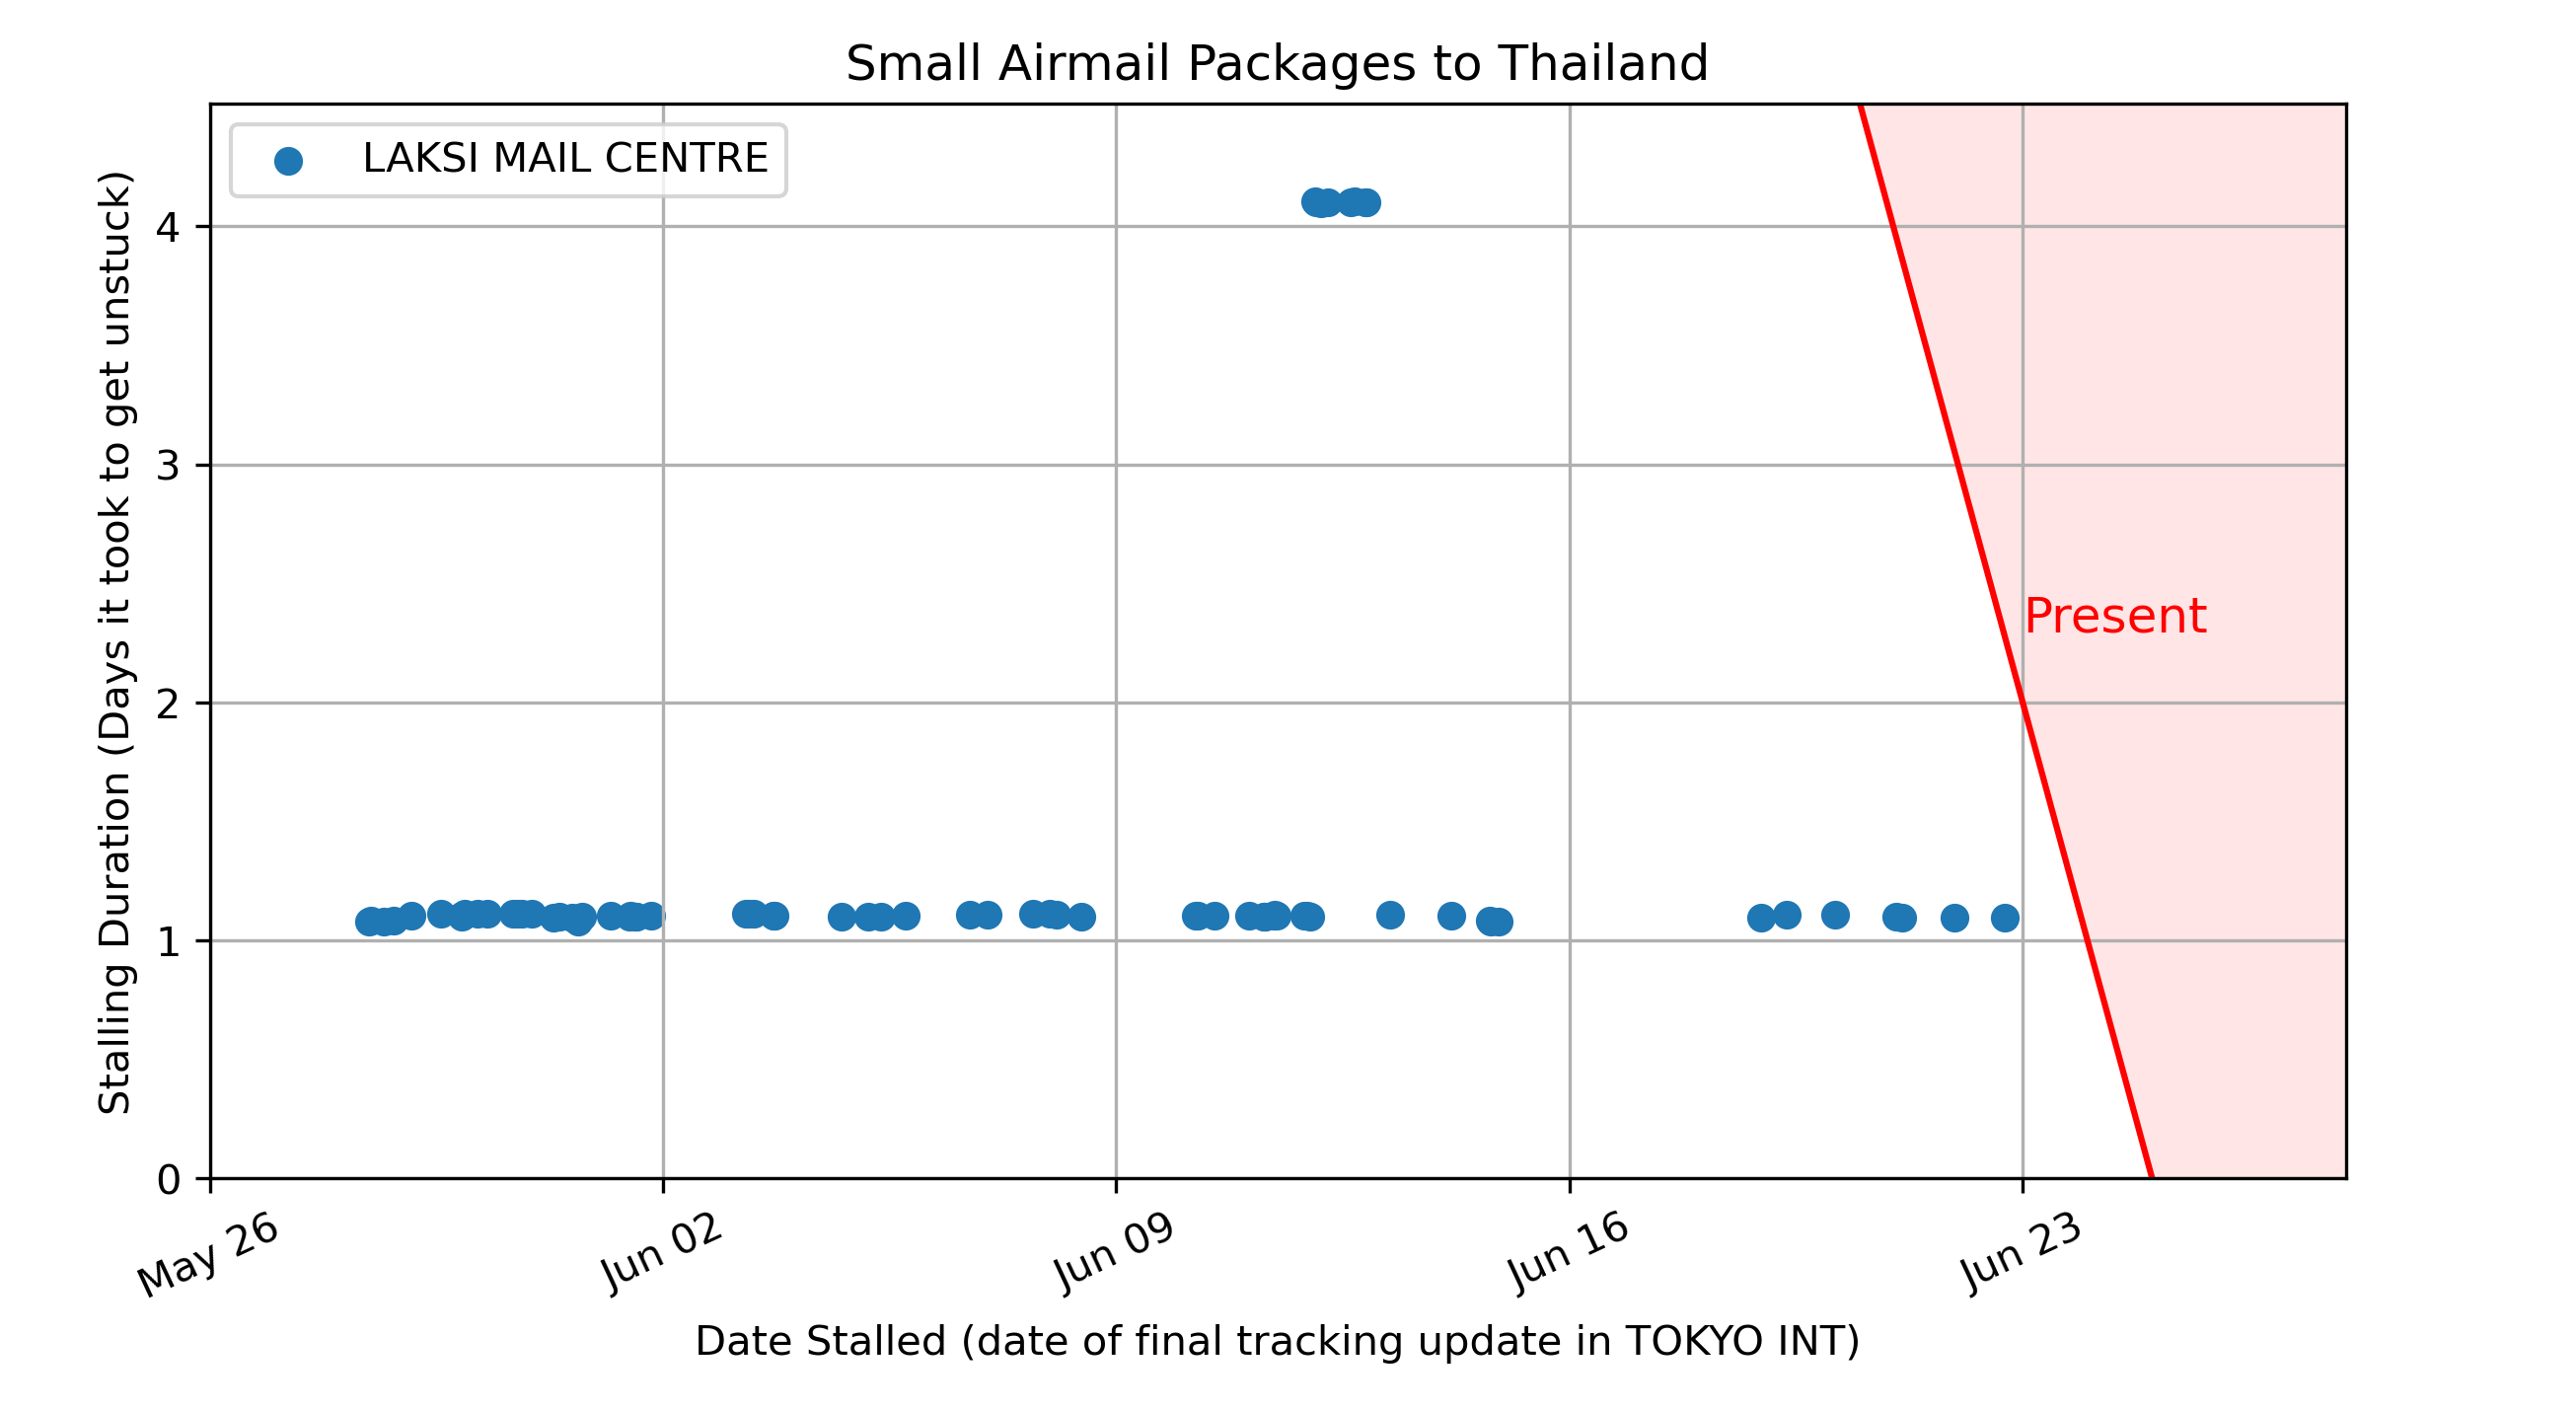 Small Airmail Packages to Thailand
LAKSI MAIL CENTRE
Stalling Duration (Days it took to get unstuck)
4
3
2
1
0
Present
May 26
Jun 02
Jun 09
Jun 16
Jun 23
Date Stalled (date of final tracking update in TOKYO INT)